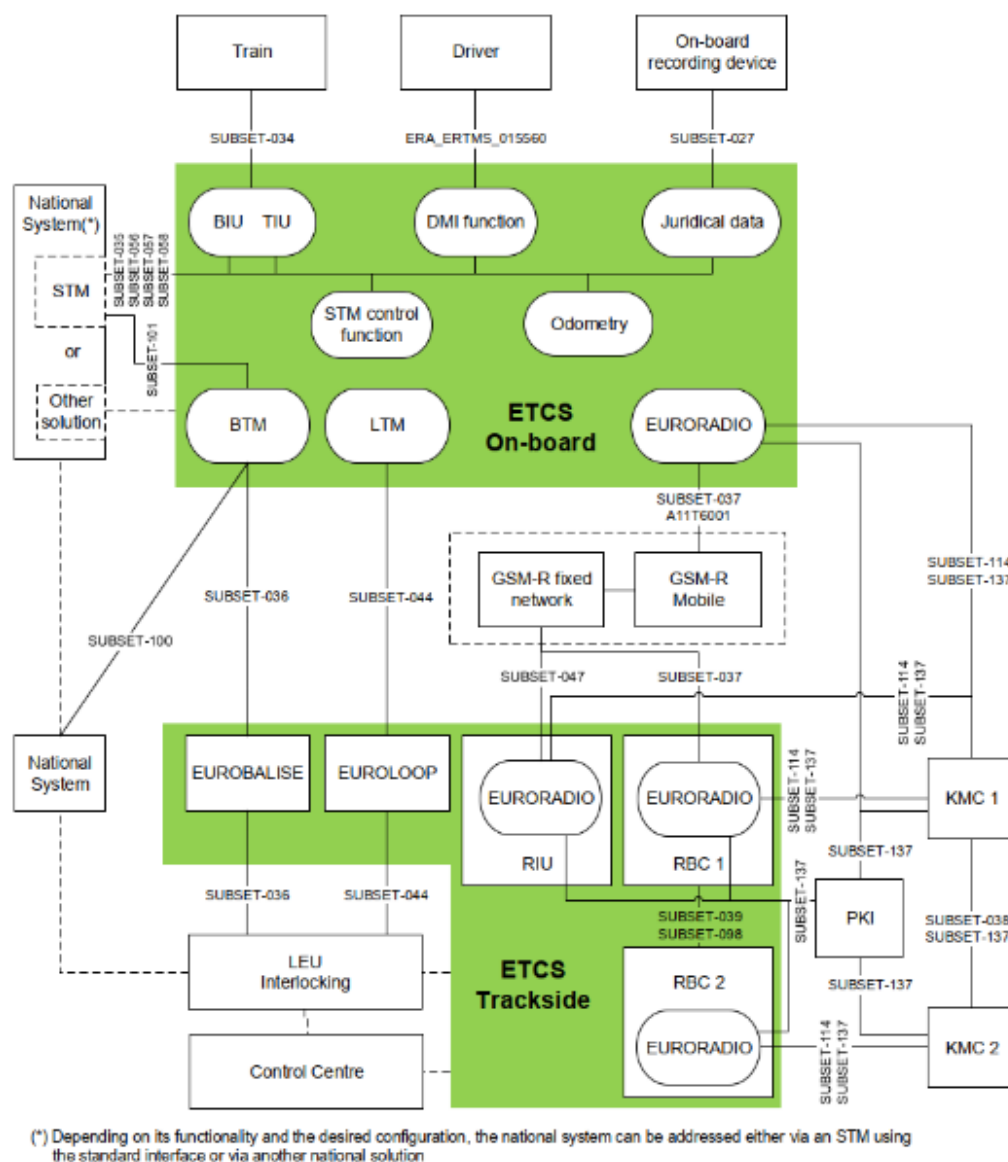 Train
Driver
On-board
recording device
SUBSET-034
ERA_ERTMS_015560
SUBSET-027
National
System(*)
SUBSET-035
SUBSET-056
SUBSET-057
SUBSET-058
BIU TIU
DMI function
Juridical data
STM
STM control
function
Odometry
SUBSET-101
or
Other
solution
BTM
LTM
ETCS
On-board
EURORADIO
SUBSET-037
A11T6001
GSM-R fixed
network
GSM-R
Mobile
SUBSET-114
SUBSET-137
SUBSET-036
SUBSET-044
SUBSET-100
SUBSET-047
SUBSET-037
SUBSET-114
SUBSET-137
National
System
EUROBALISE
EUROLOOP
EURORADIO
RIU
EURORADIO
RBC 1
SUBSET-114
SUBSET-137
KMC 1
SUBSET-137
SUBSET-036
SUBSET-044
SUBSET-039
SUBSET-098
SUBSET-137
PKI
SUBSET-038
SUBSET-137
LEU
Interlocking
ETCS
Trackside
RBC 2
EURORADIO
SUBSET-137
SUBSET-114
SUBSET-137
KMC 2
Control Centre
(*) Depending on its functionality and the desired configuration, the national system can be addressed either via an STM using
the standard interface or via another national solution